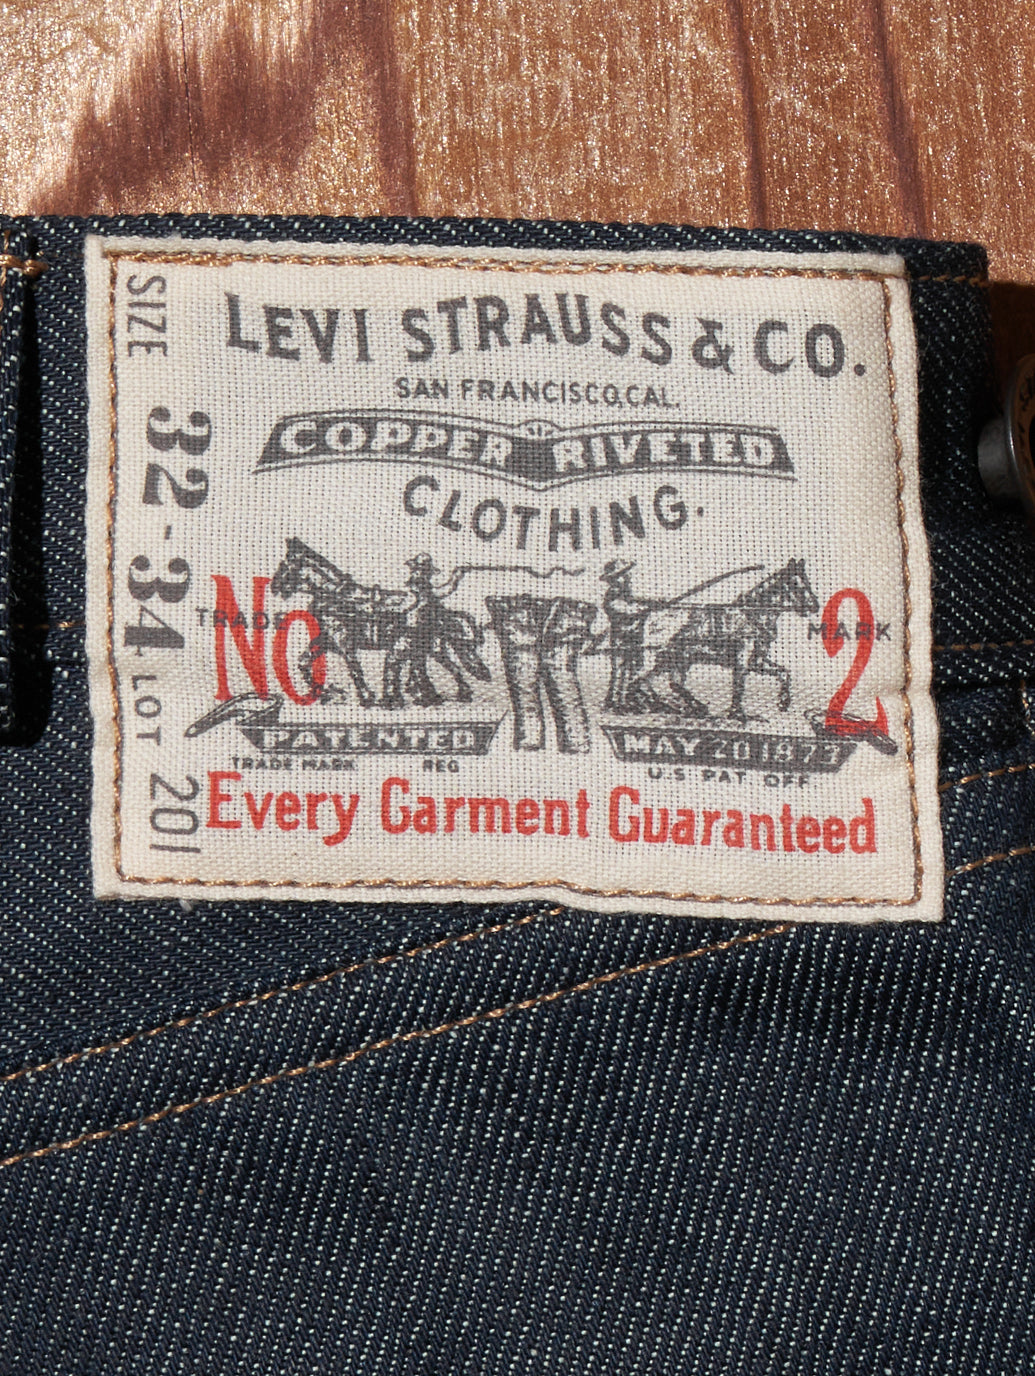 LEVI STRAUSS & CO.
SAN FRANCISCO, CAL.
COPPER RIVETED
CLOTHING.
TRADE MARK
No 2
PATENTED MAY 20 1873
TRADE MARK REG U.S PAT OFF
Every Garment Guaranteed
SIZE 32-34 LOT 201